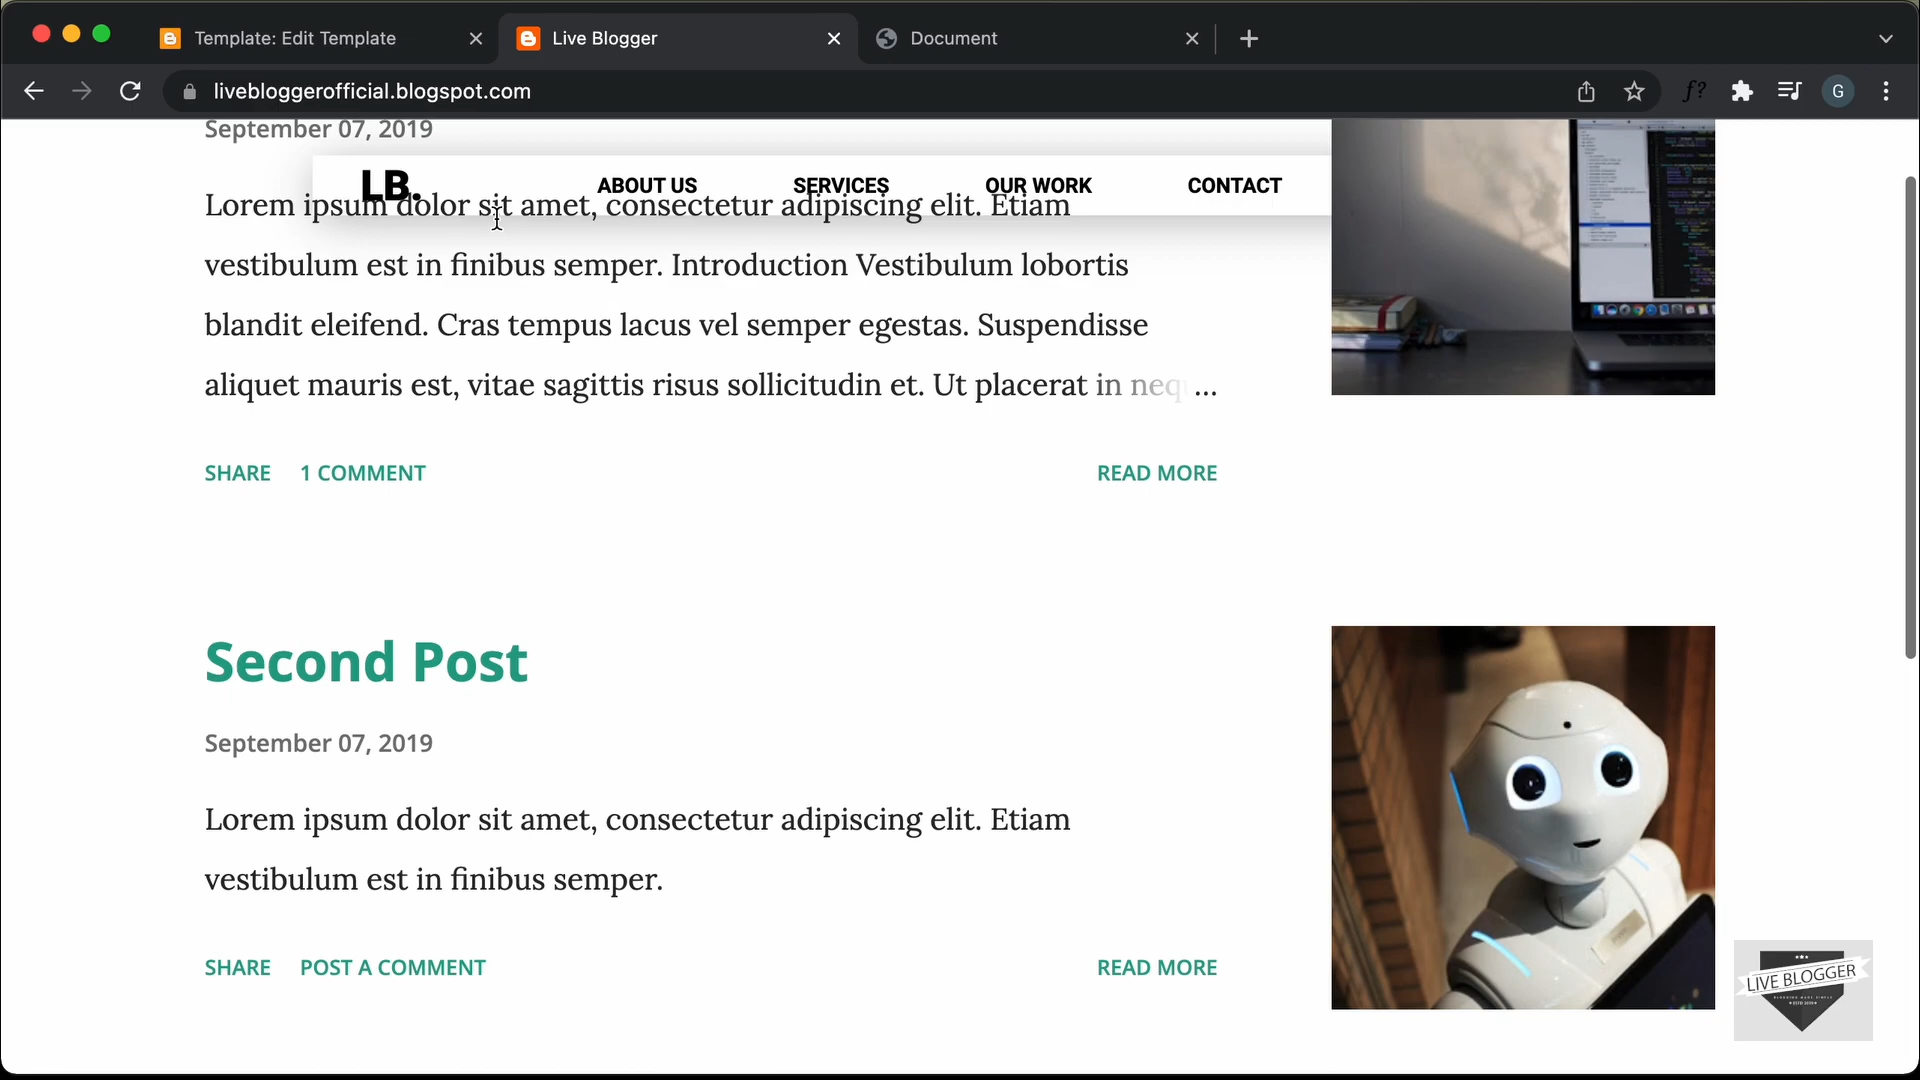 Template: Edit Template
Live Blogger
Document
livebloggerofficial.blogspot.com
f?
G
September 07, 2019
LB.
ABOUT US
SERVICES
OUR WORK
CONTACT
Lorem ipsum dolor sit amet, consectetur adipiscing elit. Etiam
vestibulum est in finibus semper. Introduction Vestibulum lobortis
blandit eleifend. Cras tempus lacus vel semper egestas. Suspendisse
aliquet mauris est, vitae sagittis risus sollicitudin et. Ut placerat in neq ...
SHARE
1 COMMENT
READ MORE
Second Post
September 07, 2019
Lorem ipsum dolor sit amet, consectetur adipiscing elit. Etiam
vestibulum est in finibus semper.
SHARE
POST A COMMENT
READ MORE
LIVE BLOGGER